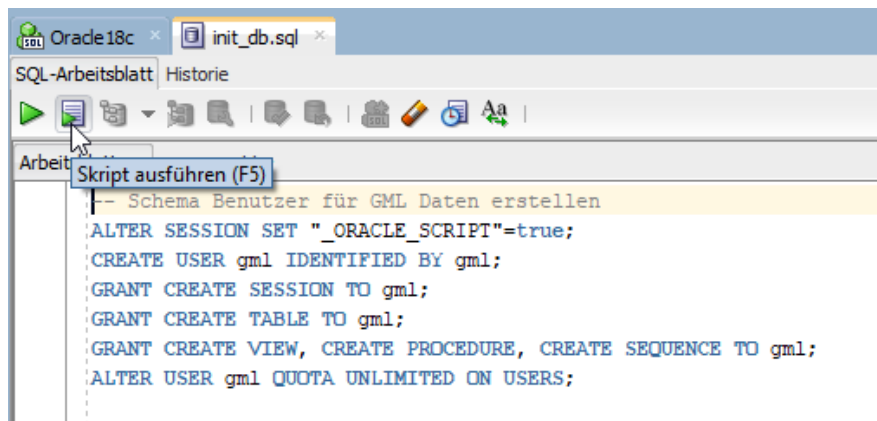 Oracle18c init_db.sql
SQL-Arbeitsblatt Historie
Skript ausführen (F5)
-- Schema Benutzer für GML Daten erstellen
ALTER SESSION SET "_ORACLE_SCRIPT"=true;
CREATE USER gml IDENTIFIED BY gml;
GRANT CREATE SESSION TO gml;
GRANT CREATE TABLE TO gml;
GRANT CREATE VIEW, CREATE PROCEDURE, CREATE SEQUENCE TO gml;
ALTER USER gml QUOTA UNLIMITED ON USERS;